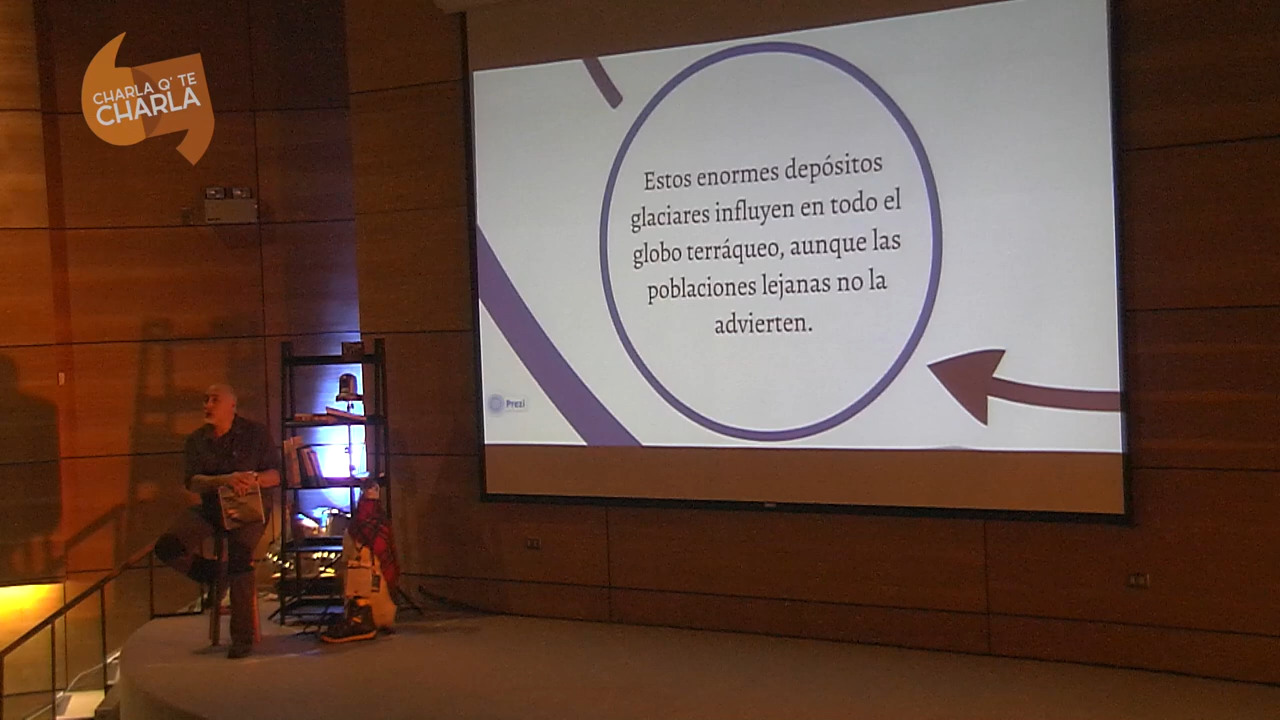 CHARLA Q' TE
CHARLA
Estos enormes depósitos
glaciares influyen en todo el
globo terráqueo, aunque las
poblaciones lejanas no la
advierten.
Prezi